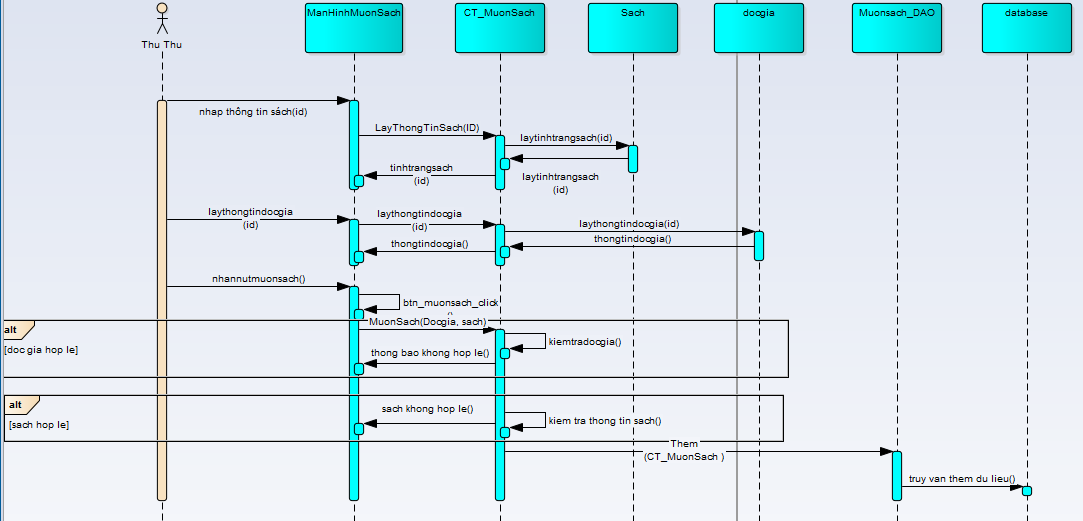 ManHinhMuonSach
CT_MuonSach
Sach
docgia
Muonsach_DAO
database
Thu Thu
nhap thông tin sách(id)
LayThongTinSach(ID)
laytinhtrangsach(id)
tinhtrangsach
(id)
laytinhtrangsach
(id)
laythongtindocgia
(id)
laythongtindocgia
(id)
laythongtindocgia(id)
thongtindocgia()
thongtindocgia()
nhannutmuonsach()
btn_muonsach_click
()
alt
[doc gia hop le]
MuonSach(Docgia, sach)
kiemtradocgia()
thong bao khong hop le()
alt
[sach hop le]
sach khong hop le()
kiem tra thong tin sach()
Them
(CT_MuonSach )
truy van them du lieu()